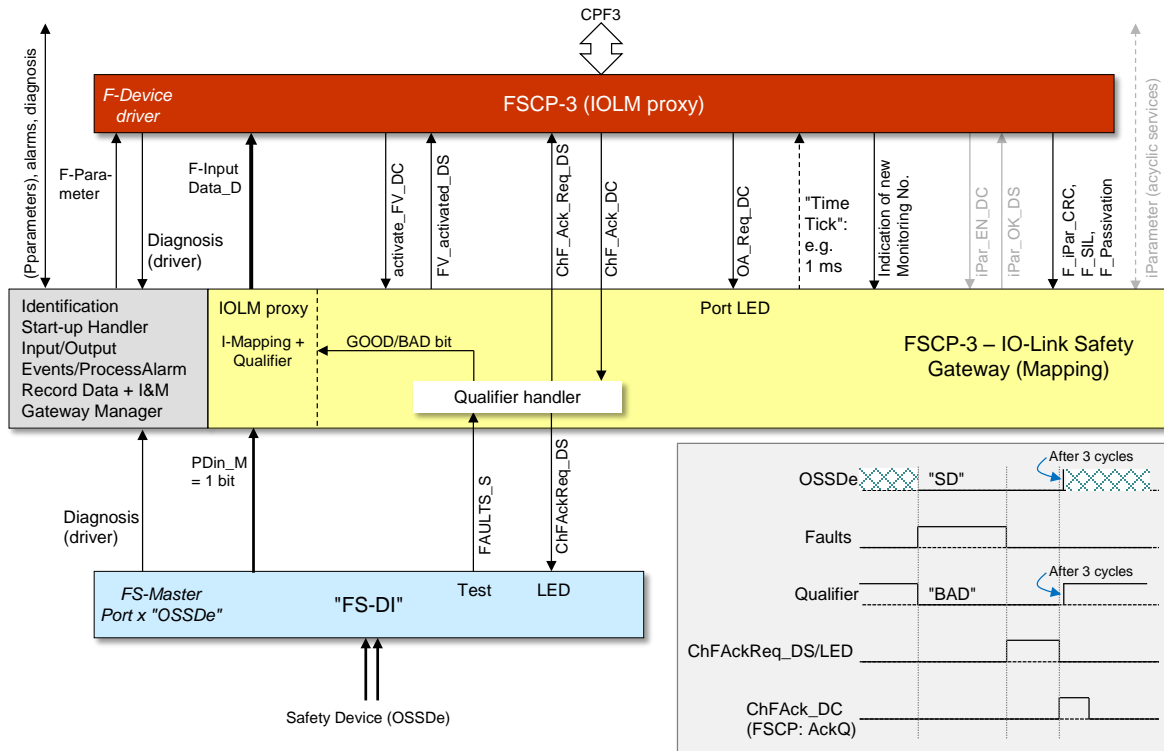 CPF3
F-Device
driver
FSCP-3 (IOLM proxy)
(Pparameters), alarms, diagnosis
F-Para-
meter
Diagnosis
(driver)
F-Input
Data_D
activate_FV_DC
FV_activated_DS
ChF_Ack_Req_DS
ChF_Ack_DC
OA_Req_DC
"Time
Tick":
e.g.
1 ms
Indication of new
Monitoring No.
iPar_EN_DC
iPar_OK_DS
F_iPar_CRC,
F_SIL,
F_Passivation
iParameter (acyclic services)
Identification
Start-up Handler
Input/Output
Events/ProcessAlarm
Record Data + I&M
Gateway Manager
IOLM proxy
I-Mapping +
Qualifier
GOOD/BAD bit
Qualifier handler
Port LED
FSCP-3 – IO-Link Safety
Gateway (Mapping)
Diagnosis
(driver)
PDin_M
= 1 bit
FAULTS_S
ChFAckReq_DS
FS-Master
Port x "OSSDe"
"FS-DI"
Test
LED
Safety Device (OSSDe)
After 3 cycles
OSSDe
"SD"
Faults
After 3 cycles
Qualifier
"BAD"
ChFAckReq_DS/LED
ChFAck_DC
(FSCP: AckQ)